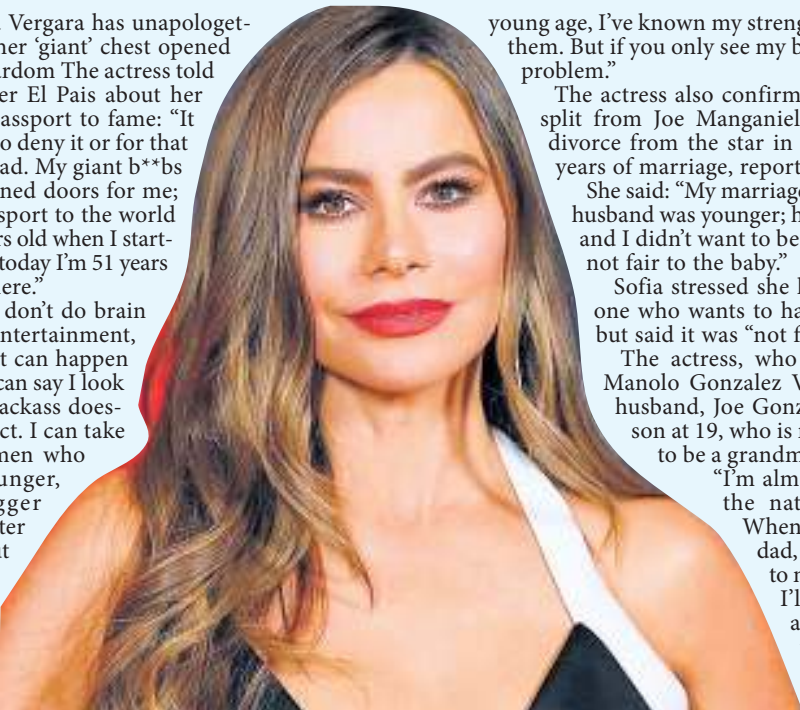 Vergara has unapologet-
her ‘giant’ chest opened
rdom The actress told
er El Pais about her
assport to fame: “It
o deny it or for that
ad. My giant b**bs
ned doors for me;
sport to the world
rs old when I start-
today I’m 51 years
ere.”
don’t do brain
ntertainment,
t can happen
can say I look
ackass does-
ct. I can take
men who
unger,
gger
ter
t
young age, I’ve known my streng
them. But if you only see my b
problem.”
The actress also confirm
split from Joe Manganiel
divorce from the star in
years of marriage, report
She said: “My marriage
husband was younger; h
and I didn’t want to be
not fair to the baby.”
Sofia stressed she
one who wants to ha
but said it was “not f
The actress, who
Manolo Gonzalez V
husband, Joe Gonz
son at 19, who is
to be a grandm
“I’m alm
the nat
When
dad,
to
I’l
a